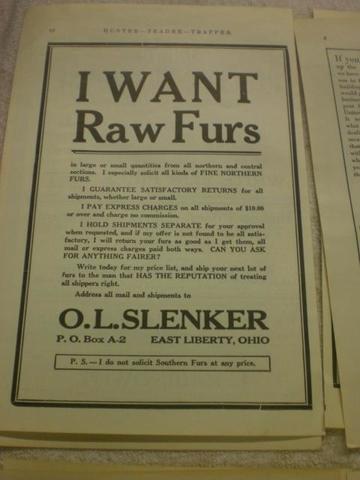 HUNTER—TRADER—TRAPPER
I WANT
Raw Furs
in large or small quantities from all northern and central
sections. I especially solicit all kinds of FINE NORTHERN
FURS.
I GUARANTEE SATISFACTORY RETURNS for all
shipments, whether large or small.
I PAY EXPRESS CHARGES on all shipments of $10.00
or over and charge no commission.
I HOLD SHIPMENTS SEPARATE for your approval
when requested, and if my offer is not found to be all satis-
factory, I will return your furs as good as I get them, all
mail or express charges paid both ways. CAN YOU ASK
FOR ANYTHING FAIRER?
Write today for my price list, and ship your next lot of
furs to the man that HAS THE REPUTATION of treating
all shippers right.
Address all mail and shipments to
O.L.SLENKER
P. O. Box A-2 EAST LIBERTY, OHIO
P. S.—I do not solicit Southern Furs at any price.
If you